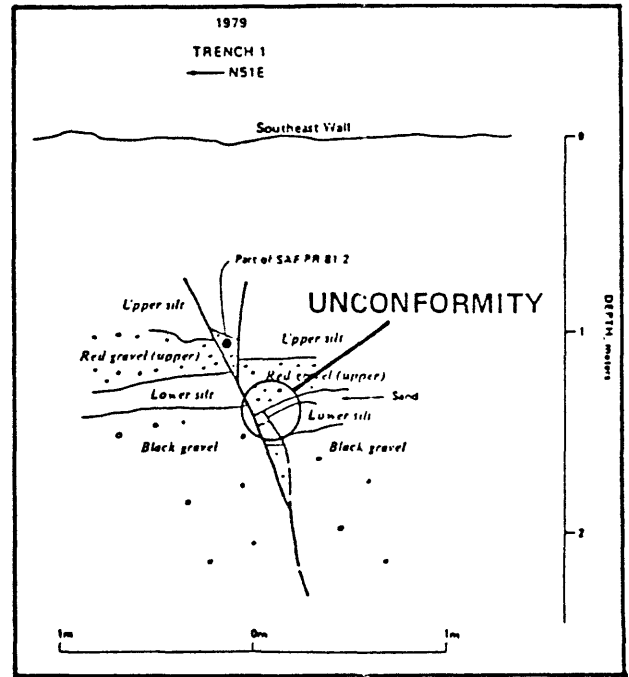 1979
TRENCH 1
N51E
Southeast Wall
0
Part of SAF PR 81 2
Upper silt
UNCONFORMITY
DEPTH, meters
1
Upper silt
Red gravel (upper)
Red gravel (upper)
Lower silt
Sand
Lower silt
Black gravel
Black gravel
2
1m
0m
1m